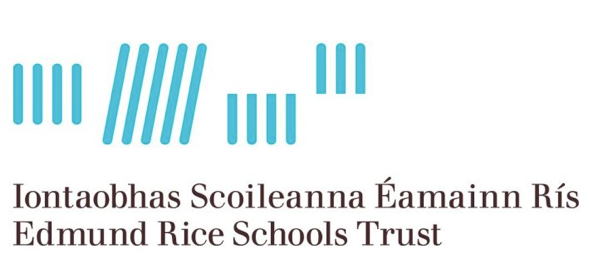 Iontaobhas Scoileanna Éamainn Rís
Edmund Rice Schools Trust